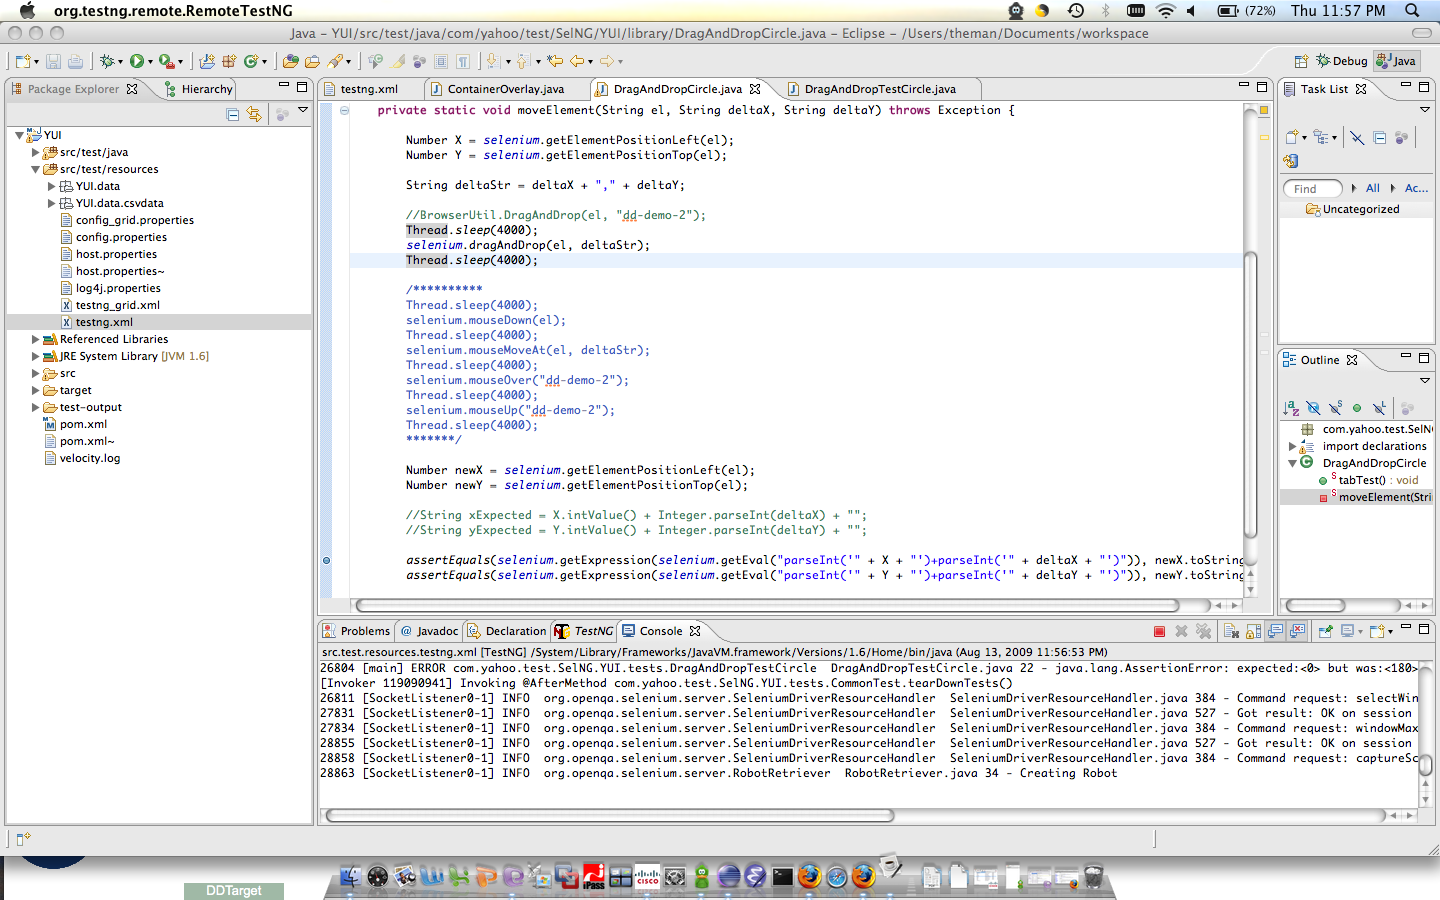 org.testng.remote.RemoteTestNG
(72%) Thu 11:57 PM
Java – YUI/src/test/java/com/yahoo/test/SelNG/YUI/library/DragAndDropCircle.java – Eclipse – /Users/theman/Documents/workspace
Debug Java
Package Explorer Hierarchy
YUI
src/test/java
src/test/resources
YUI.data
YUI.data.csvdata
config_grid.properties
config.properties
host.properties
host.properties~
log4j.properties
testng_grid.xml
testng.xml
Referenced Libraries
JRE System Library [JVM 1.6]
src
target
test-output
pom.xml
pom.xml~
velocity.log
testng.xml ContainerOverlay.java DragAndDropCircle.java DragAndDropTestCircle.java
private static void moveElement(String el, String deltaX, String deltaY) throws Exception {
Number X = selenium.getElementPositionLeft(el);
Number Y = selenium.getElementPositionTop(el);
String deltaStr = deltaX + "," + deltaY;
//BrowserUtil.DragAndDrop(el, "dd-demo-2");
Thread.sleep(4000);
selenium.dragAndDrop(el, deltaStr);
Thread.sleep(4000);
/**********
Thread.sleep(4000);
selenium.mouseDown(el);
Thread.sleep(4000);
selenium.mouseMoveAt(el, deltaStr);
Thread.sleep(4000);
selenium.mouseOver("dd-demo-2");
Thread.sleep(4000);
selenium.mouseUp("dd-demo-2");
Thread.sleep(4000);
*******/
Number newX = selenium.getElementPositionLeft(el);
Number newY = selenium.getElementPositionTop(el);
//String xExpected = X.intValue() + Integer.parseInt(deltaX) + "";
//String yExpected = Y.intValue() + Integer.parseInt(deltaY) + "";
assertEquals(selenium.getExpression(selenium.getEval("parseInt('" + X + "')+parseInt('" + deltaX + "')")), newX.toString
assertEquals(selenium.getExpression(selenium.getEval("parseInt('" + Y + "')+parseInt('" + deltaY + "')")), newY.toString
Task List
Find All Ac...
Uncategorized
Outline
com.yahoo.test.SelN
import declarations
DragAndDropCircle
tabTest() : void
moveElement(Stri
Problems Javadoc Declaration TestNG Console
src.test.resources.testng.xml [TestNG] /System/Library/Frameworks/JavaVM.framework/Versions/1.6/Home/bin/java (Aug 13, 2009 11:56:53 PM)
26804 [main] ERROR com.yahoo.test.SelNG.YUI.tests.DragAndDropTestCircle DragAndDropTestCircle.java 22 - java.lang.AssertionError: expected:<0> but was:<180>
[Invoker 119090941] Invoking @AfterMethod com.yahoo.test.SelNG.YUI.tests.CommonTest.tearDownTests()
26811 [SocketListener0-1] INFO org.openqa.selenium.server.SeleniumDriverResourceHandler SeleniumDriverResourceHandler.java 384 - Command request: selectWin
27831 [SocketListener0-1] INFO org.openqa.selenium.server.SeleniumDriverResourceHandler SeleniumDriverResourceHandler.java 527 - Got result: OK on session
27834 [SocketListener0-1] INFO org.openqa.selenium.server.SeleniumDriverResourceHandler SeleniumDriverResourceHandler.java 384 - Command request: windowMax
28855 [SocketListener0-1] INFO org.openqa.selenium.server.SeleniumDriverResourceHandler SeleniumDriverResourceHandler.java 527 - Got result: OK on session
28858 [SocketListener0-1] INFO org.openqa.selenium.server.SeleniumDriverResourceHandler SeleniumDriverResourceHandler.java 384 - Command request: captureSc
28863 [SocketListener0-1] INFO org.openqa.selenium.server.RobotRetriever RobotRetriever.java 34 - Creating Robot
DDTarget
iPass
CISCO